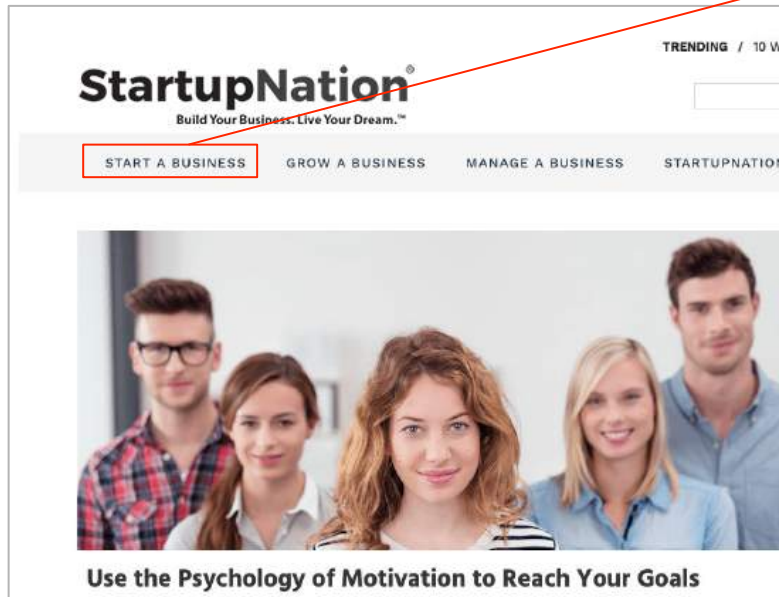 TRENDING / 10 W
StartupNation®
Build Your Business. Live Your Dream.™
START A BUSINESS GROW A BUSINESS MANAGE A BUSINESS STARTUPNATION
Use the Psychology of Motivation to Reach Your Goals